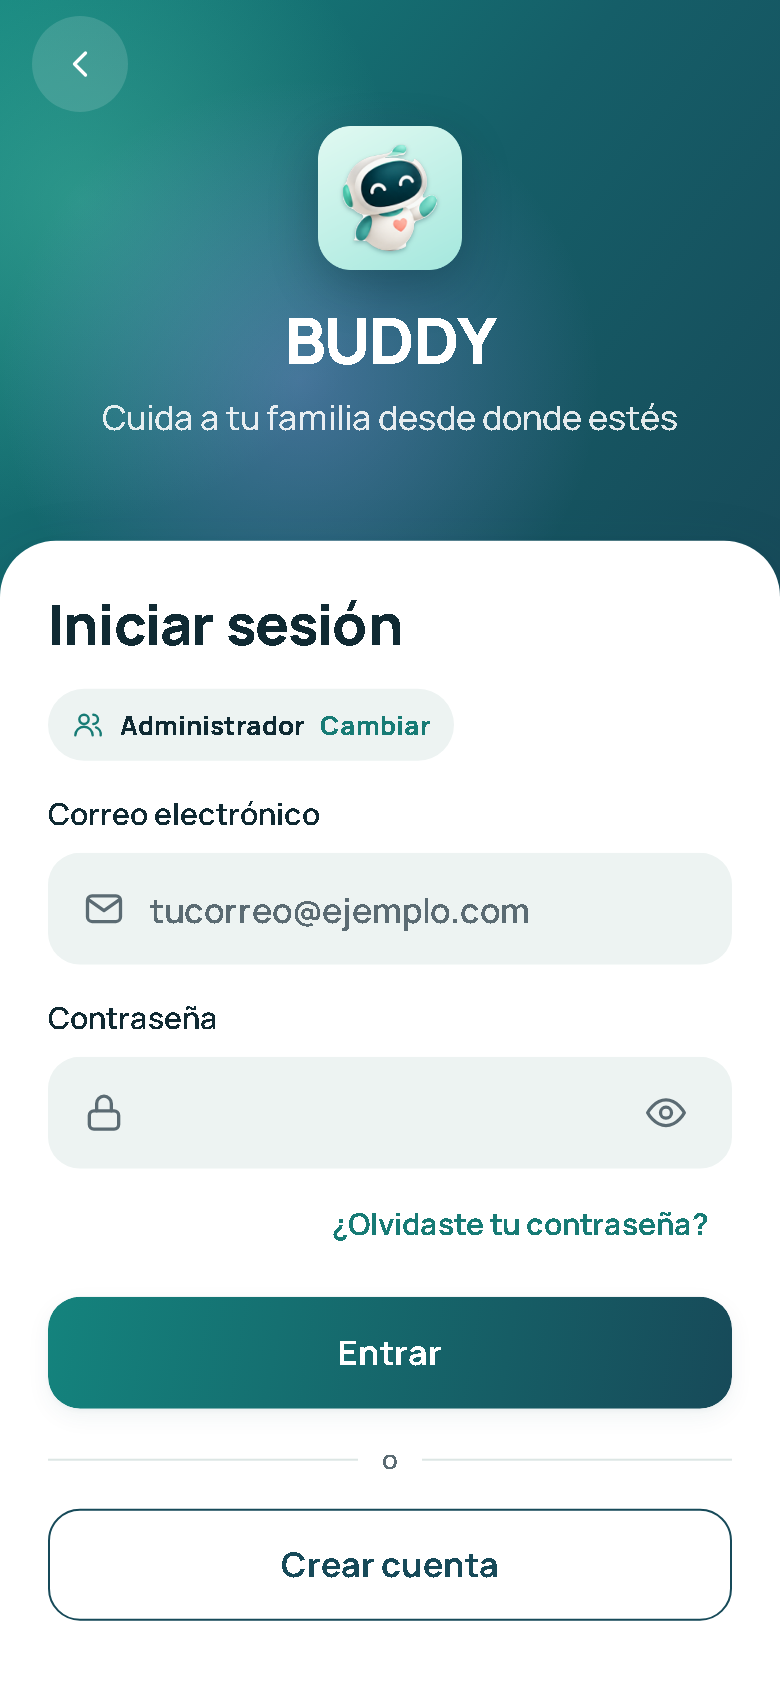 BUDDY
Cuida a tu familia desde donde estés
Iniciar sesión
Administrador Cambiar
Correo electrónico
tucorreo@ejemplo.com
Contraseña
¿Olvidaste tu contraseña?
Entrar
o
Crear cuenta